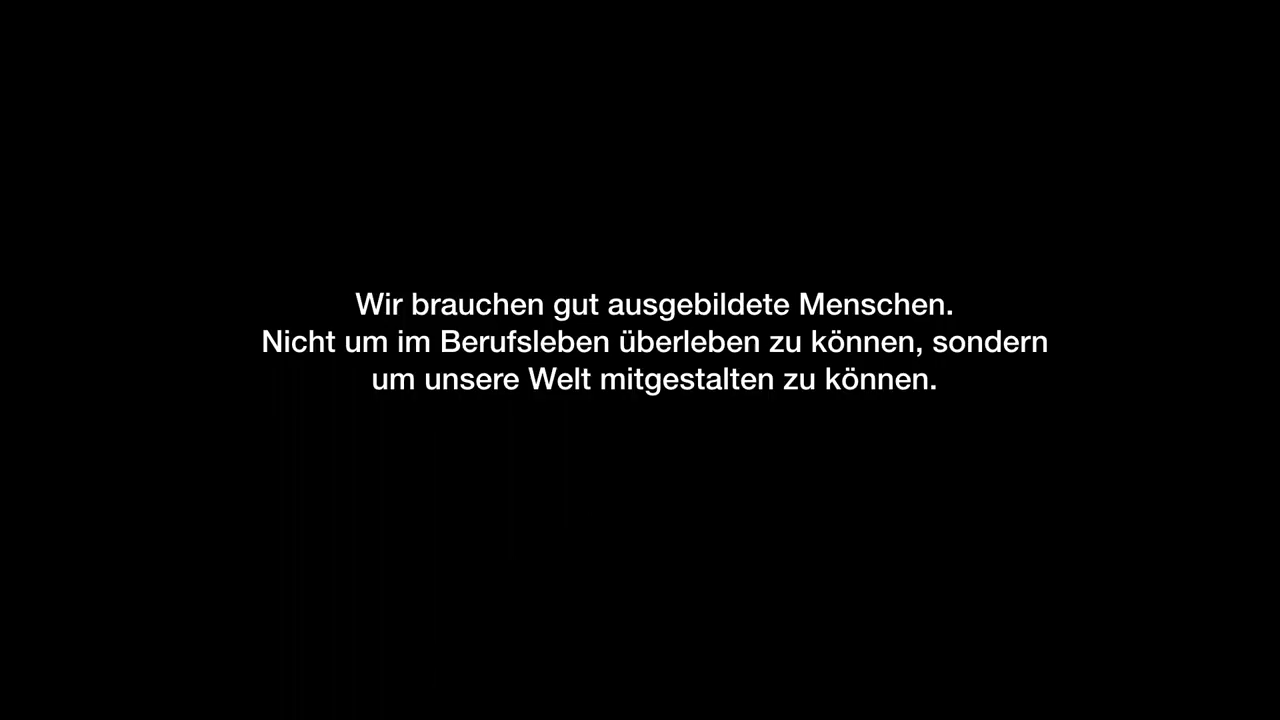 Wir brauchen gut ausgebildete Menschen.
Nicht um im Berufsleben überleben zu können, sondern
um unsere Welt mitgestalten zu können.